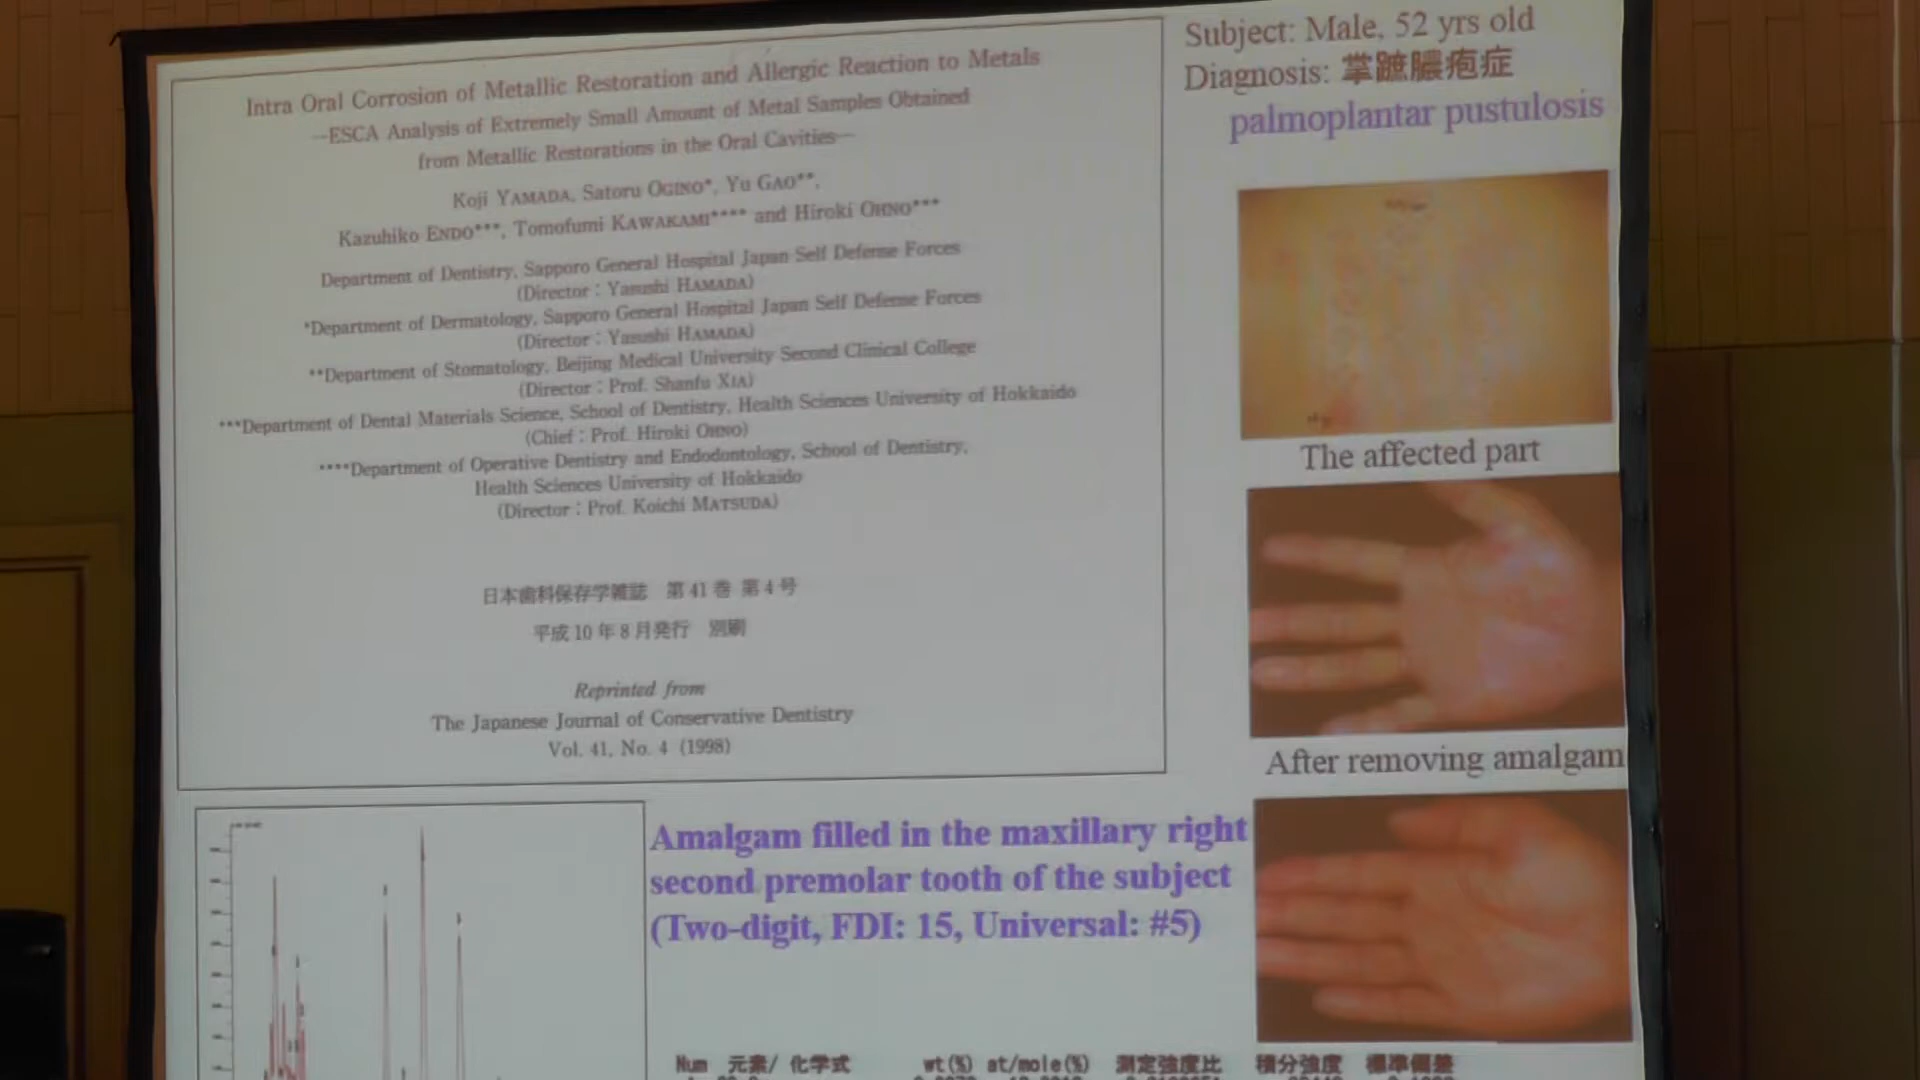 Intra Oral Corrosion of Metallic Restoration and Allergic Reaction to Metals
—ESCA Analysis of Extremely Small Amount of Metal Samples Obtained
from Metallic Restorations in the Oral Cavities—
Koji YAMADA, Satoru OGINO*, Yu GAO**,
Kazuhiko ENDO***, Tomofumi KAWAKAMI**** and Hiroki OHNO***
Department of Dentistry, Sapporo General Hospital Japan Self Defense Forces
(Director : Yasushi HAMADA)
*Department of Dermatology, Sapporo General Hospital Japan Self Defense Forces
(Director : Yasushi HAMADA)
**Department of Stomatology, Beijing Medical University Second Clinical College
(Director : Prof. Shanfu XIA)
***Department of Dental Materials Science, School of Dentistry, Health Sciences University of Hokkaido
(Chief : Prof. Hiroki OHNO)
****Department of Operative Dentistry and Endodontology, School of Dentistry,
Health Sciences University of Hokkaido
(Director : Prof. Koichi MATSUDA)
日本歯科保存学雑誌 第41巻 第4号
平成10年8月発行 別刷
Reprinted from
The Japanese Journal of Conservative Dentistry
Vol. 41, No. 4 (1998)
Subject: Male, 52 yrs old
Diagnosis: 掌蹠膿疱症
palmoplantar pustulosis
The affected part
After removing amalgam
Amalgam filled in the maxillary right
second premolar tooth of the subject
(Two-digit, FDI: 15, Universal: #5)
Num 元素/化学式 wt(%) at/mole(%) 測定強度比 積分強度 標準偏差